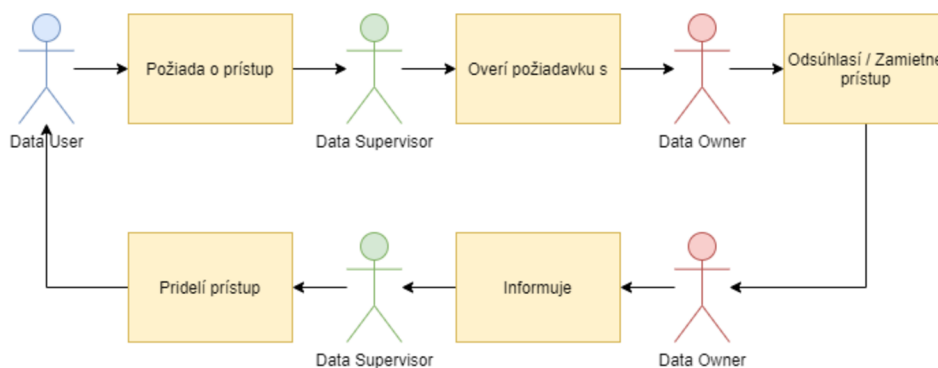 Požiada o prístup
Overí požiadavku s
Odsúhlasí / Zamietne
prístup
Data User
Data Supervisor
Data Owner
Pridelí prístup
Informuje
Data Supervisor
Data Owner